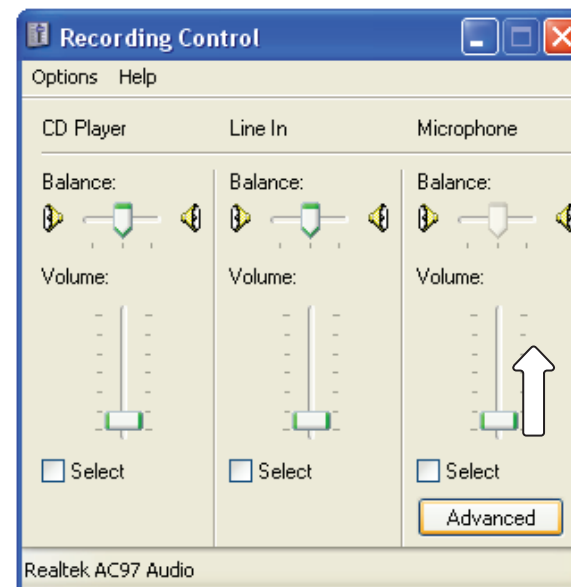 Recording Control
Options Help
CD Player Line In Microphone
Balance: Balance: Balance:
Volume: Volume: Volume:
Select Select Select
Advanced
Realtek AC97 Audio